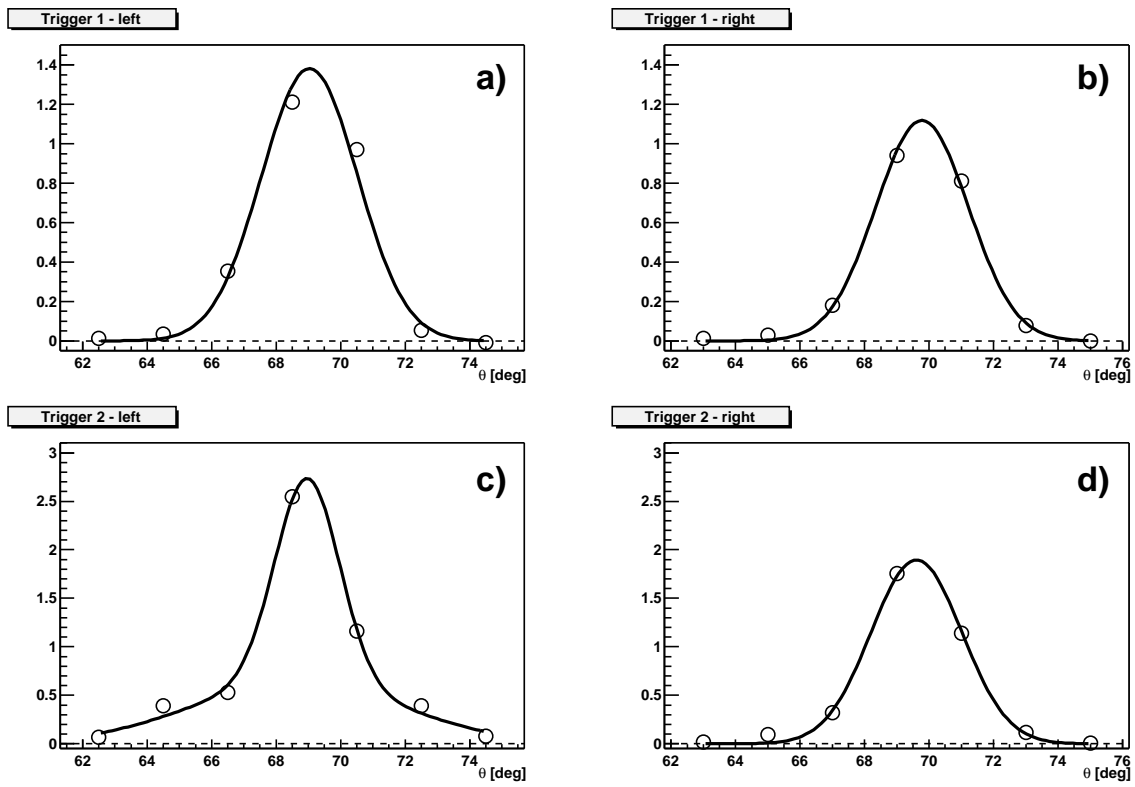 Trigger 1 - left
a)
1.4
1.2
1
0.8
0.6
0.4
0.2
0
62 64 66 68 70 72 74
θ [deg]
Trigger 1 - right
b)
1.4
1.2
1
0.8
0.6
0.4
0.2
0
62 64 66 68 70 72 74 76
θ [deg]
Trigger 2 - left
c)
3
2.5
2
1.5
1
0.5
0
62 64 66 68 70 72 74
θ [deg]
Trigger 2 - right
d)
3
2.5
2
1.5
1
0.5
0
62 64 66 68 70 72 74 76
θ [deg]